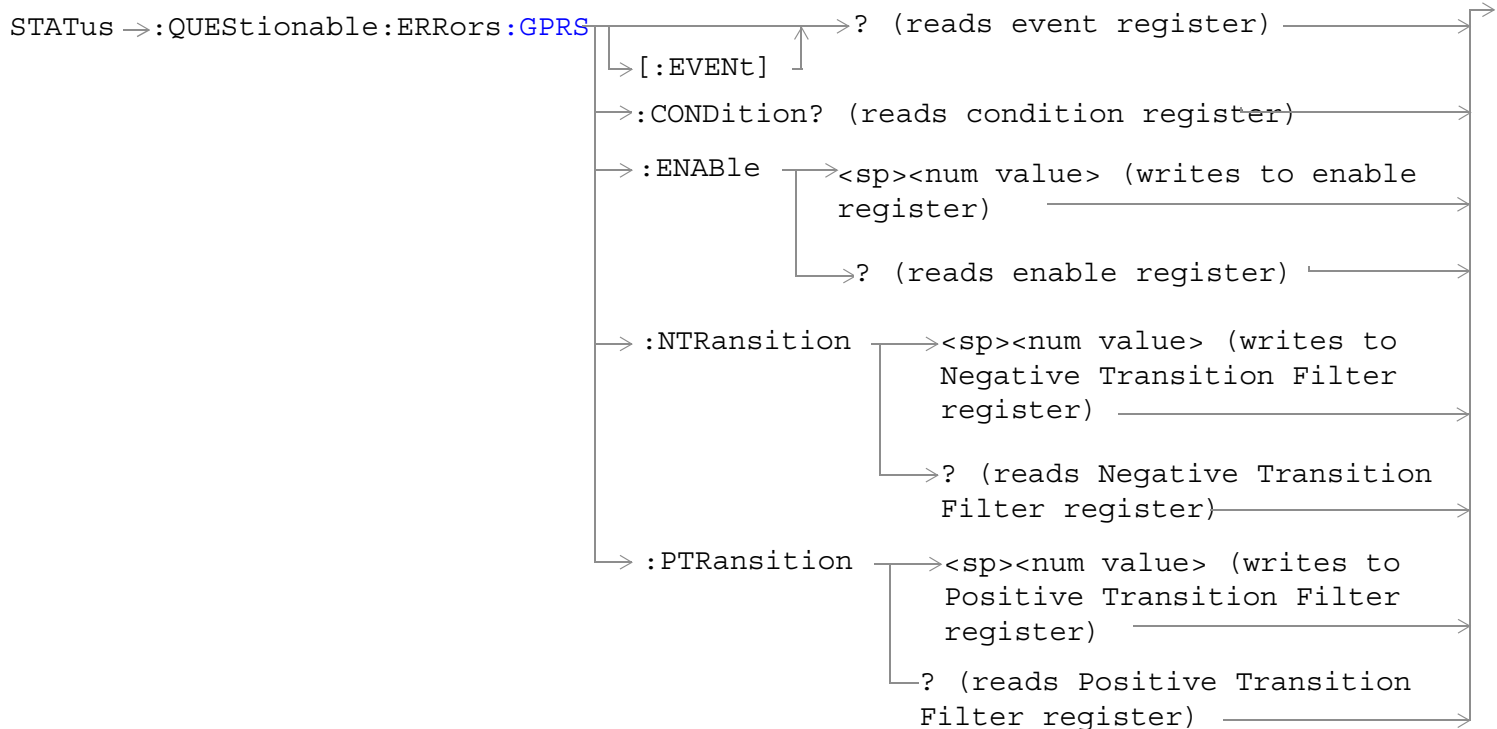 STATus :QUEStionable:ERRors:GPRS ? (reads event register)
[:EVENt]
:CONDition? (reads condition register)
:ENABle <sp><num value> (writes to enable
register)
? (reads enable register)
:NTRansition <sp><num value> (writes to
Negative Transition Filter
register)
? (reads Negative Transition
Filter register)
:PTRansition <sp><num value> (writes to
Positive Transition Filter
register)
? (reads Positive Transition
Filter register)